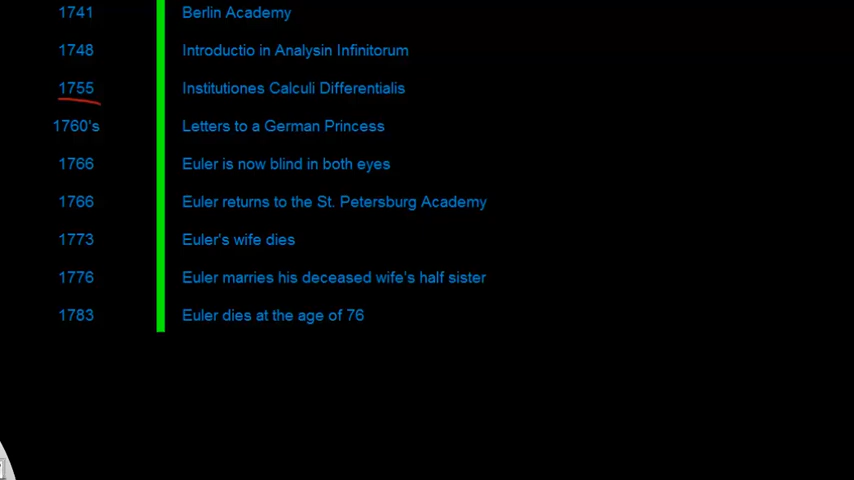 1741 Berlin Academy
1748 Introductio in Analysin Infinitorum
1755 Institutiones Calculi Differentialis
1760's Letters to a German Princess
1766 Euler is now blind in both eyes
1766 Euler returns to the St. Petersburg Academy
1773 Euler's wife dies
1776 Euler marries his deceased wife's half sister
1783 Euler dies at the age of 76